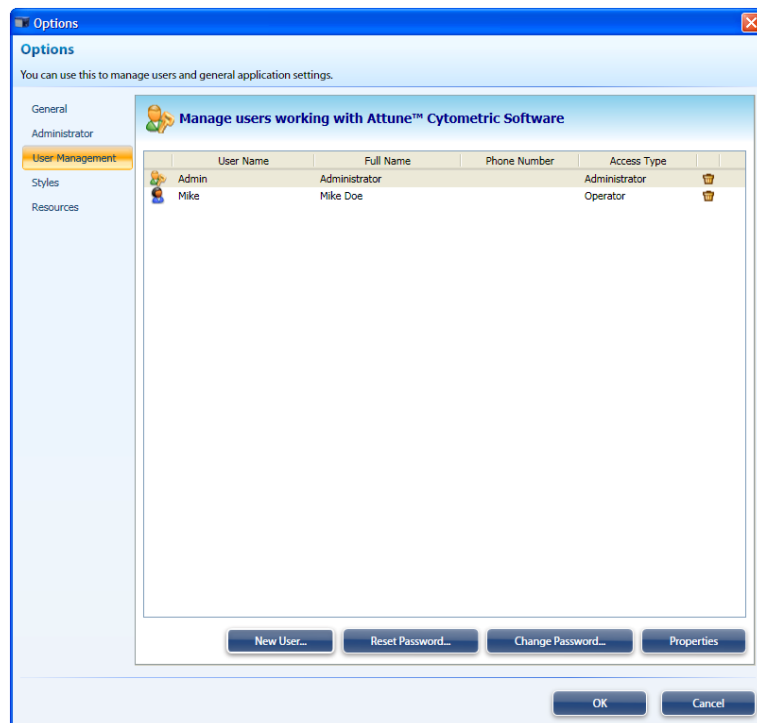 Options
Options
You can use this to manage users and general application settings.
General
Administrator
User Management
Styles
Resources
Manage users working with Attune™ Cytometric Software
User Name Full Name Phone Number Access Type
Admin Administrator Administrator
Mike Mike Doe Operator
New User... Reset Password... Change Password... Properties
OK Cancel